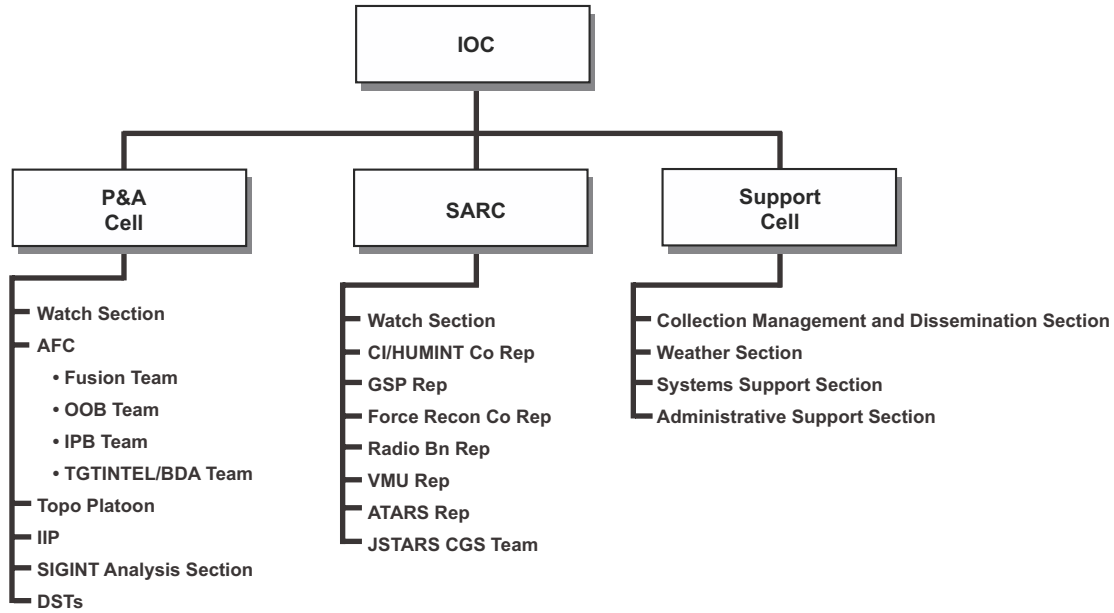 IOC
P&A
Cell
SARC
Support
Cell
Watch Section
AFC
• Fusion Team
• OOB Team
• IPB Team
• TGTINTEL/BDA Team
Topo Platoon
IIP
SIGINT Analysis Section
DSTs
Watch Section
CI/HUMINT Co Rep
GSP Rep
Force Recon Co Rep
Radio Bn Rep
VMU Rep
ATARS Rep
JSTARS CGS Team
Collection Management and Dissemination Section
Weather Section
Systems Support Section
Administrative Support Section